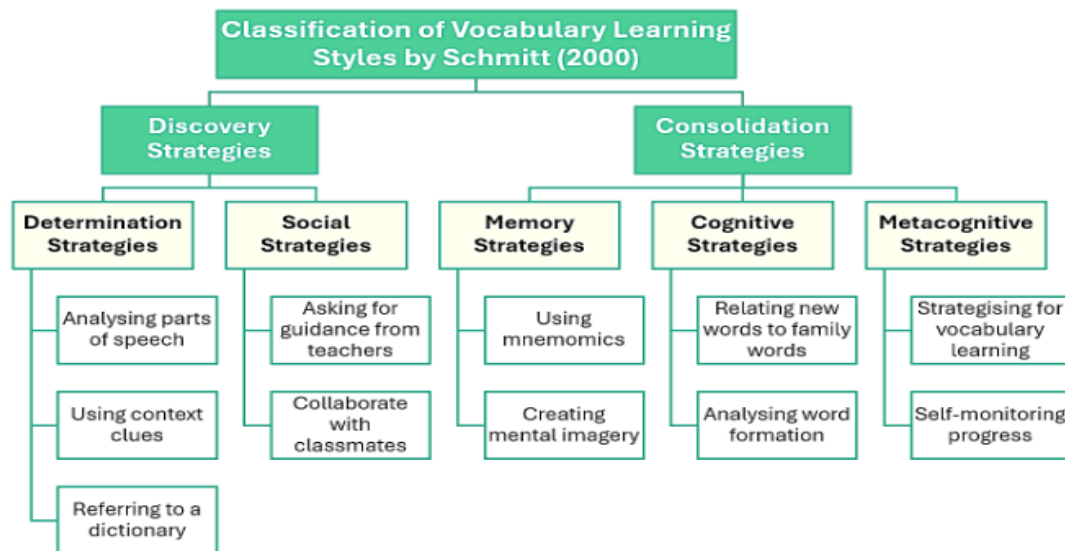 Classification of Vocabulary Learning
Styles by Schmitt (2000)
Discovery
Strategies
Consolidation
Strategies
Determination
Strategies
Social
Strategies
Memory
Strategies
Cognitive
Strategies
Metacognitive
Strategies
Analysing parts
of speech
Asking for
guidance from
teachers
Using
mnemomics
Relating new
words to family
words
Strategising for
vocabulary
learning
Using context
clues
Collaborate
with
classmates
Creating
mental imagery
Analysing word
formation
Self-monitoring
progress
Referring to a
dictionary